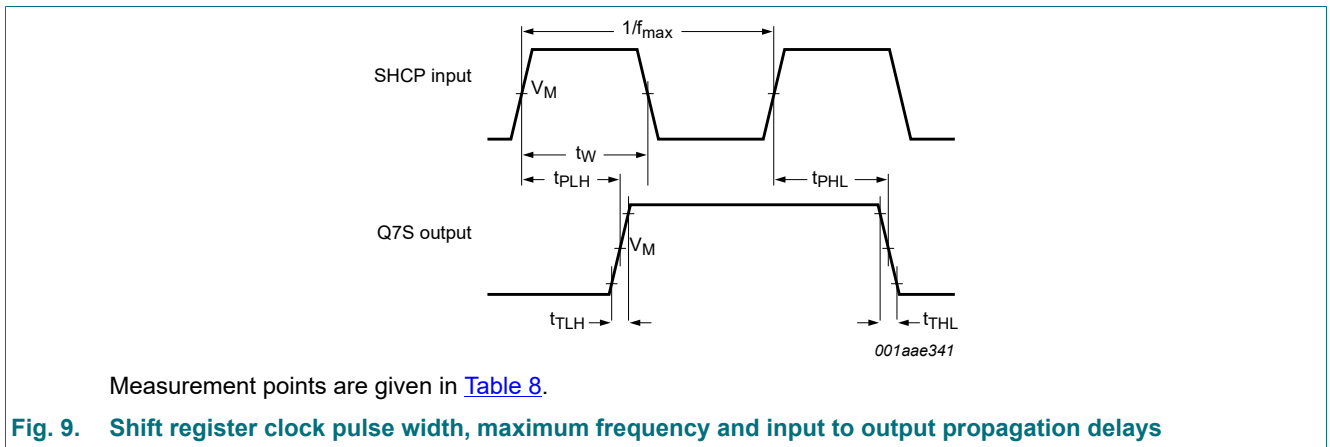 1/fmax
SHCP input
VM
tW
tPLH
tPHL
Q7S output
VM
tTLH
tTHL
001aae341
Measurement points are given in Table 8.
Fig. 9. Shift register clock pulse width, maximum frequency and input to output propagation delays